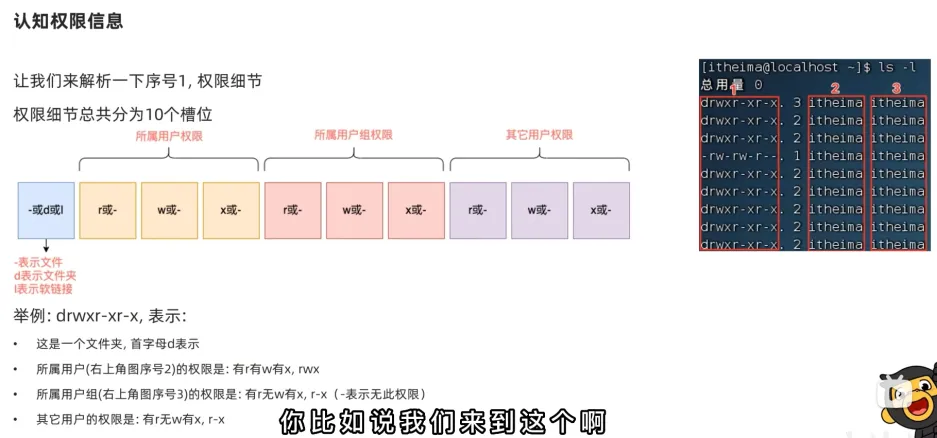 认知权限信息
让我们来解析一下序号1, 权限细节
权限细节总共分为10个槽位
所属用户权限
所属用户组权限
其它用户权限
-或d或l
r或-
w或-
x或-
r或-
w或-
x或-
r或-
w或-
x或-
-表示文件
d表示文件夹
l表示软链接
举例: drwxr-xr-x, 表示:
• 这是一个文件夹, 首字母d表示
• 所属用户(右上角图序号2)的权限是: 有r有w有x, rwx
• 所属用户组(右上角图序号3)的权限是: 有r无w有x, r-x (-表示无此权限)
• 其它用户的权限是: 有r无w有x, r-x
[itheima@localhost ~]$ ls -l
总用量 0
1
2
3
drwxr-xr-x. 3 itheima itheima
drwxr-xr-x. 2 itheima itheima
drwxr-xr-x. 2 itheima itheima
-rw-rw-r--. 1 itheima itheima
drwxr-xr-x. 2 itheima itheima
drwxr-xr-x. 2 itheima itheima
drwxr-xr-x. 2 itheima itheima
drwxr-xr-x. 2 itheima itheima
drwxr-xr-x. 2 itheima itheima
你比如说我们来到这个啊